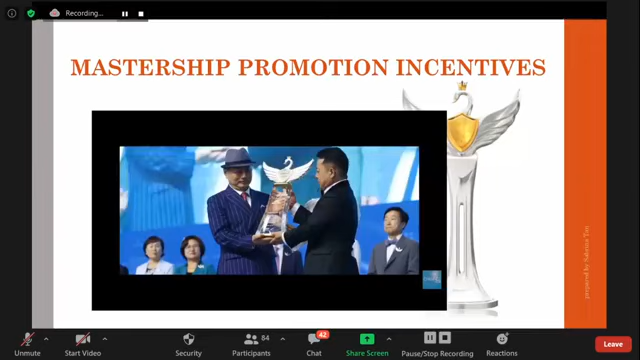 Recording...
MASTERSHIP PROMOTION INCENTIVES
prepared by Sabrina Tan
84
42
Unmute
Start Video
Security
Participants
Chat
Share Screen
Pause/Stop Recording
Reactions
Leave